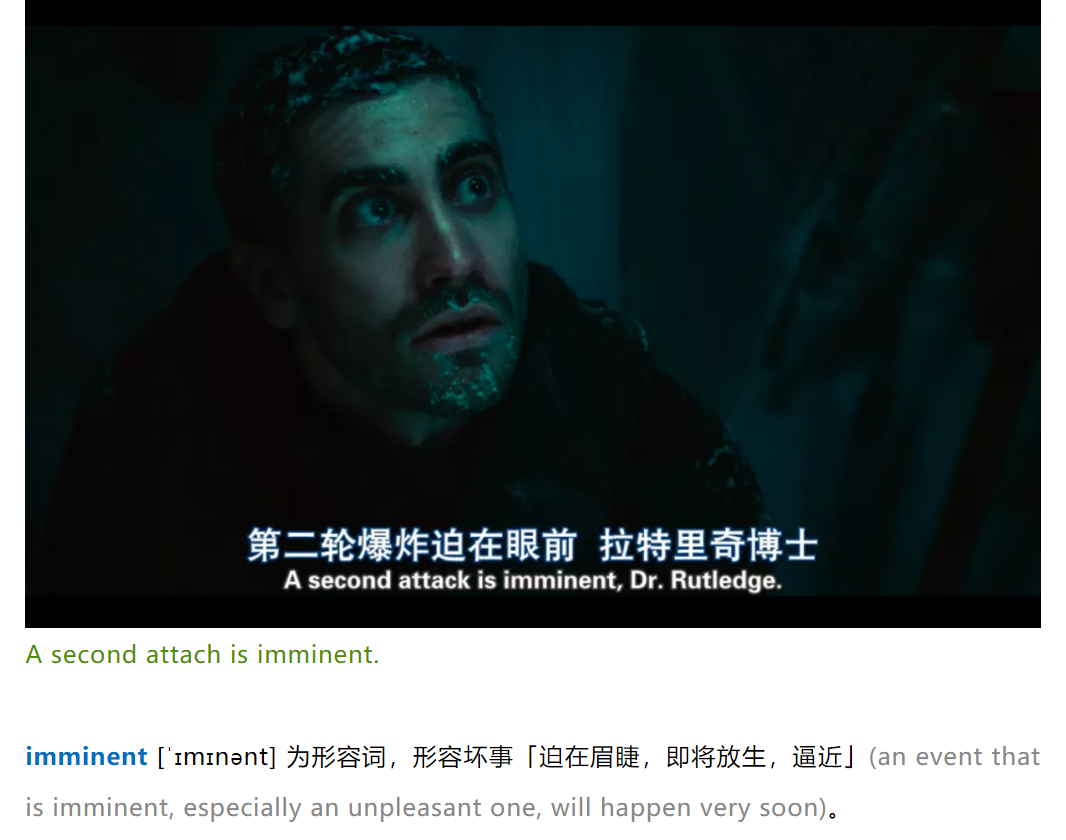 第二轮爆炸迫在眼前 拉特里奇博士
A second attack is imminent, Dr. Rutledge.
A second attach is imminent.
imminent [ˈɪmɪnənt] 为形容词，形容坏事「迫在眉睫，即将放生，逼近」(an event that
is imminent, especially an unpleasant one, will happen very soon)。